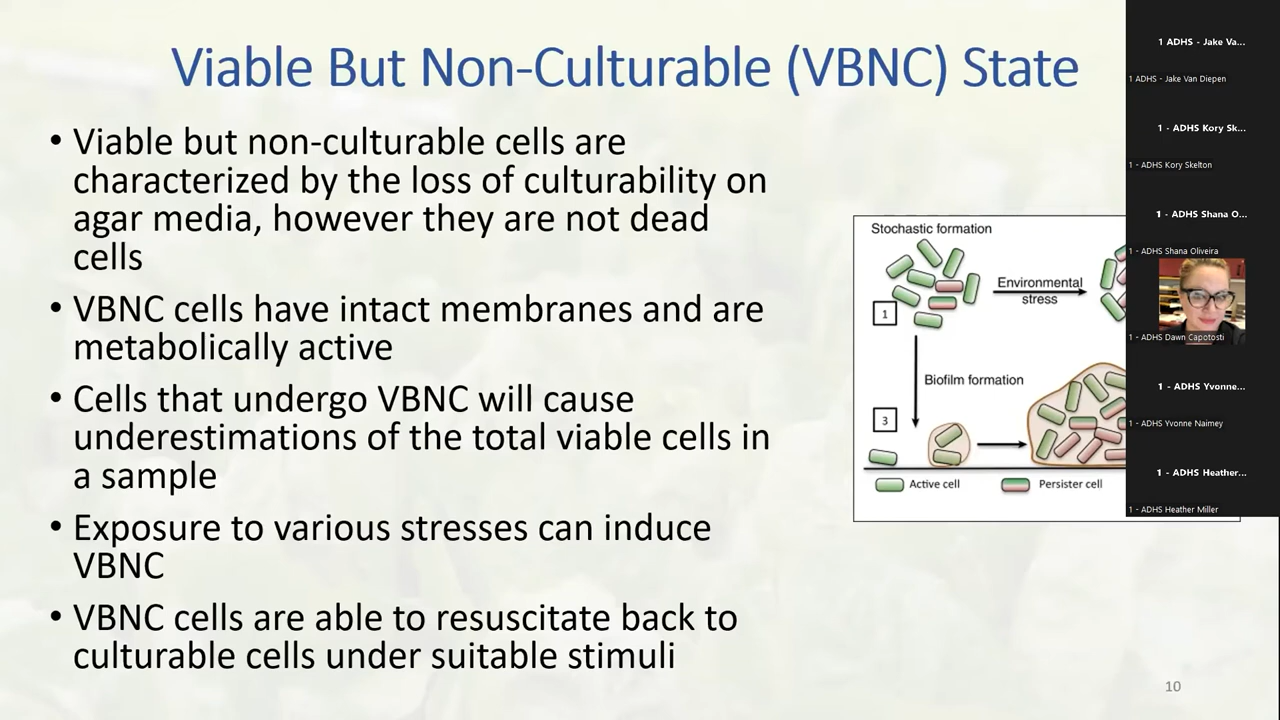 Viable But Non-Culturable (VBNC) State
• Viable but non-culturable cells are
characterized by the loss of culturability on
agar media, however they are not dead
cells
• VBNC cells have intact membranes and are
metabolically active
• Cells that undergo VBNC will cause
underestimations of the total viable cells in
a sample
• Exposure to various stresses can induce
VBNC
• VBNC cells are able to resuscitate back to
culturable cells under suitable stimuli
Stochastic formation
Environmental
stress
1
Biofilm formation
3
Active cell
Persister cell
10
1 ADHS - Jake Va...
1 ADHS - Jake Van Diepen
1 - ADHS Kory Sk...
1 - ADHS Kory Skelton
1 - ADHS Shana O...
1 - ADHS Shana Oliveira
1 - ADHS Dawn Capotosti
1 - ADHS Yvonne...
1 - ADHS Yvonne Naimey
1 - ADHS Heather...
1 - ADHS Heather Miller